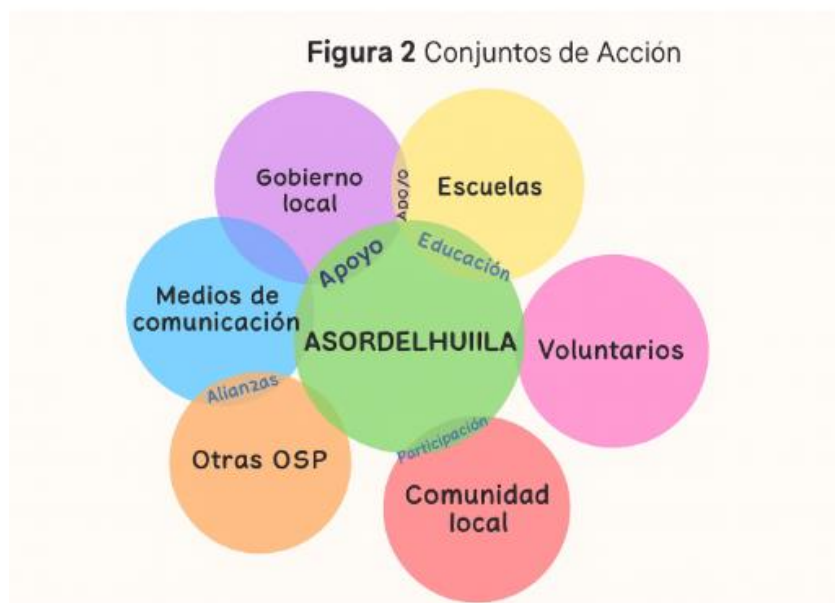 Figura 2 Conjuntos de Acción
Gobierno
local
Escuelas
Apoyo
Educación
Medios de
comunicación
ASORDELHUIILA
Voluntarios
Alianzas
Otras OSP
Participación
Comunidad
local